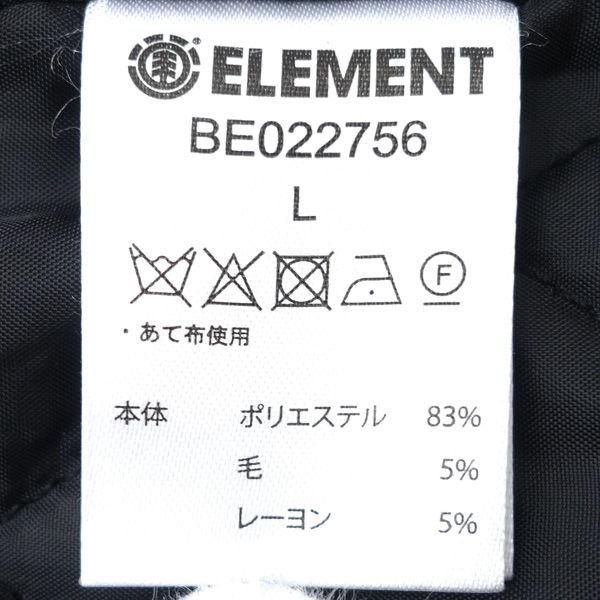 ELEMENT
BE022756
L
F
・あて布使用
本体 ポリエステル 83%
毛 5%
レーヨン 5%